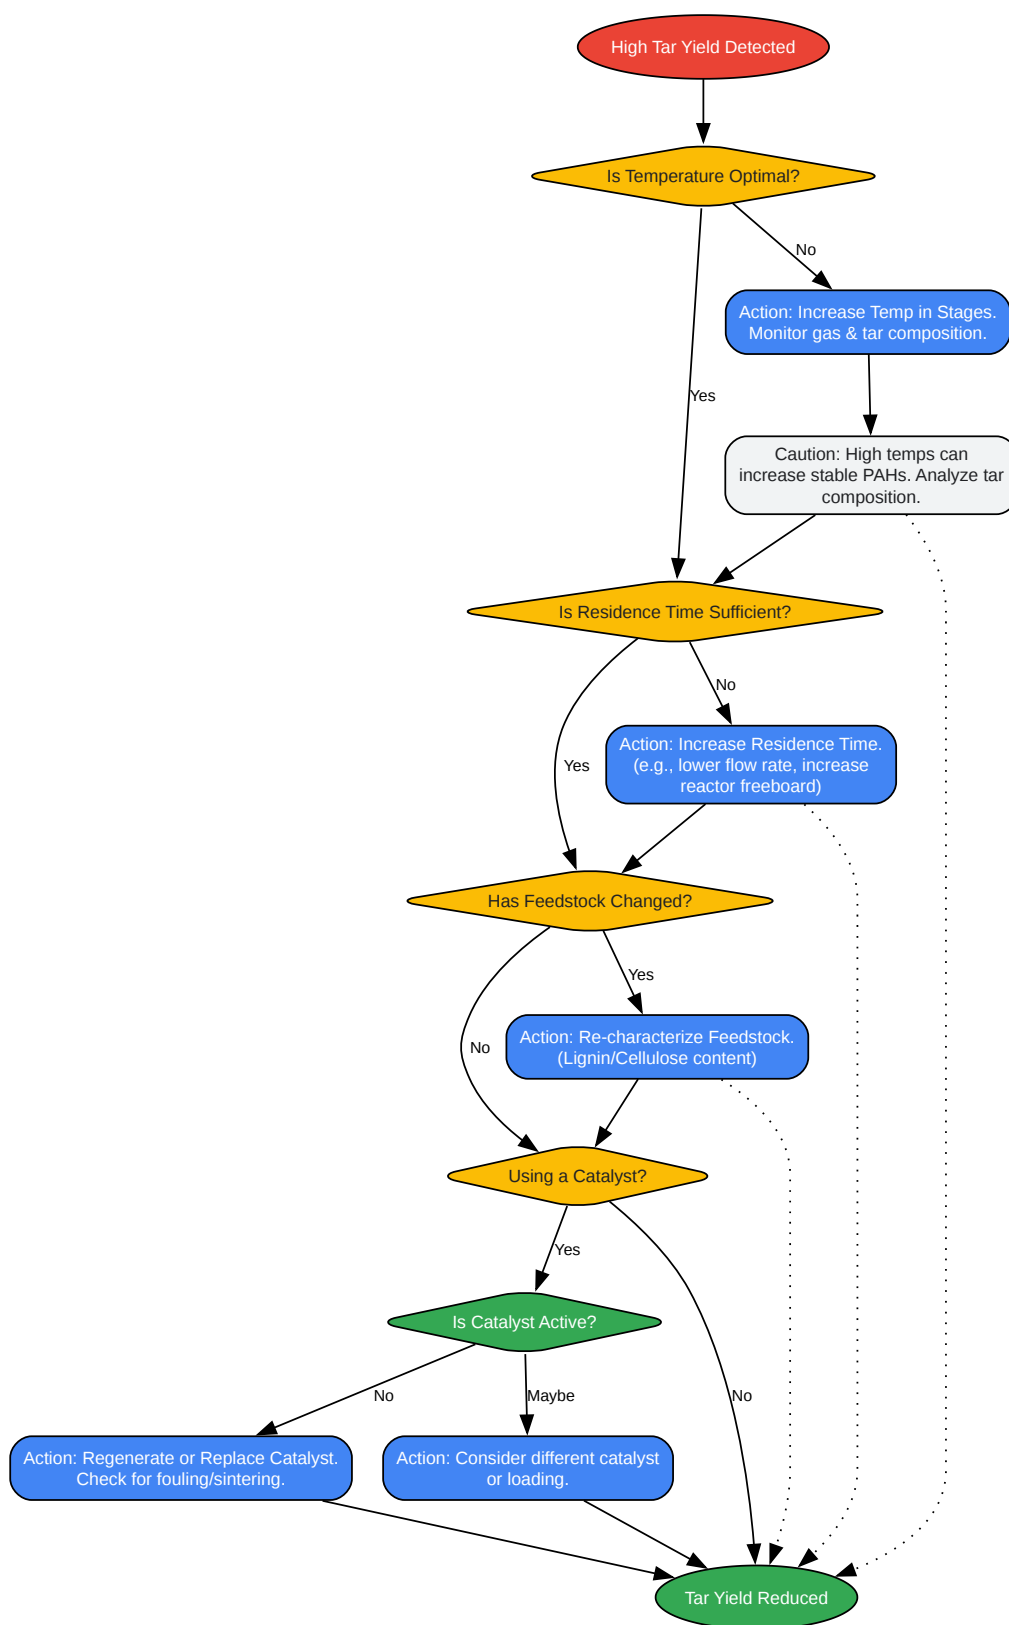 High Tar Yield Detected
Is Temperature Optimal?
No
Action: Increase Temp in Stages.
Monitor gas & tar composition.
Yes
Caution: High temps can
increase stable PAHs. Analyze tar
composition.
Is Residence Time Sufficient?
No
Action: Increase Residence Time.
(e.g., lower flow rate, increase
reactor freeboard)
Yes
Has Feedstock Changed?
Yes
Action: Re-characterize Feedstock.
(Lignin/Cellulose content)
No
Using a Catalyst?
Yes
Is Catalyst Active?
No
Maybe
No
Action: Regenerate or Replace Catalyst.
Check for fouling/sintering.
Action: Consider different catalyst
or loading.
Tar Yield Reduced